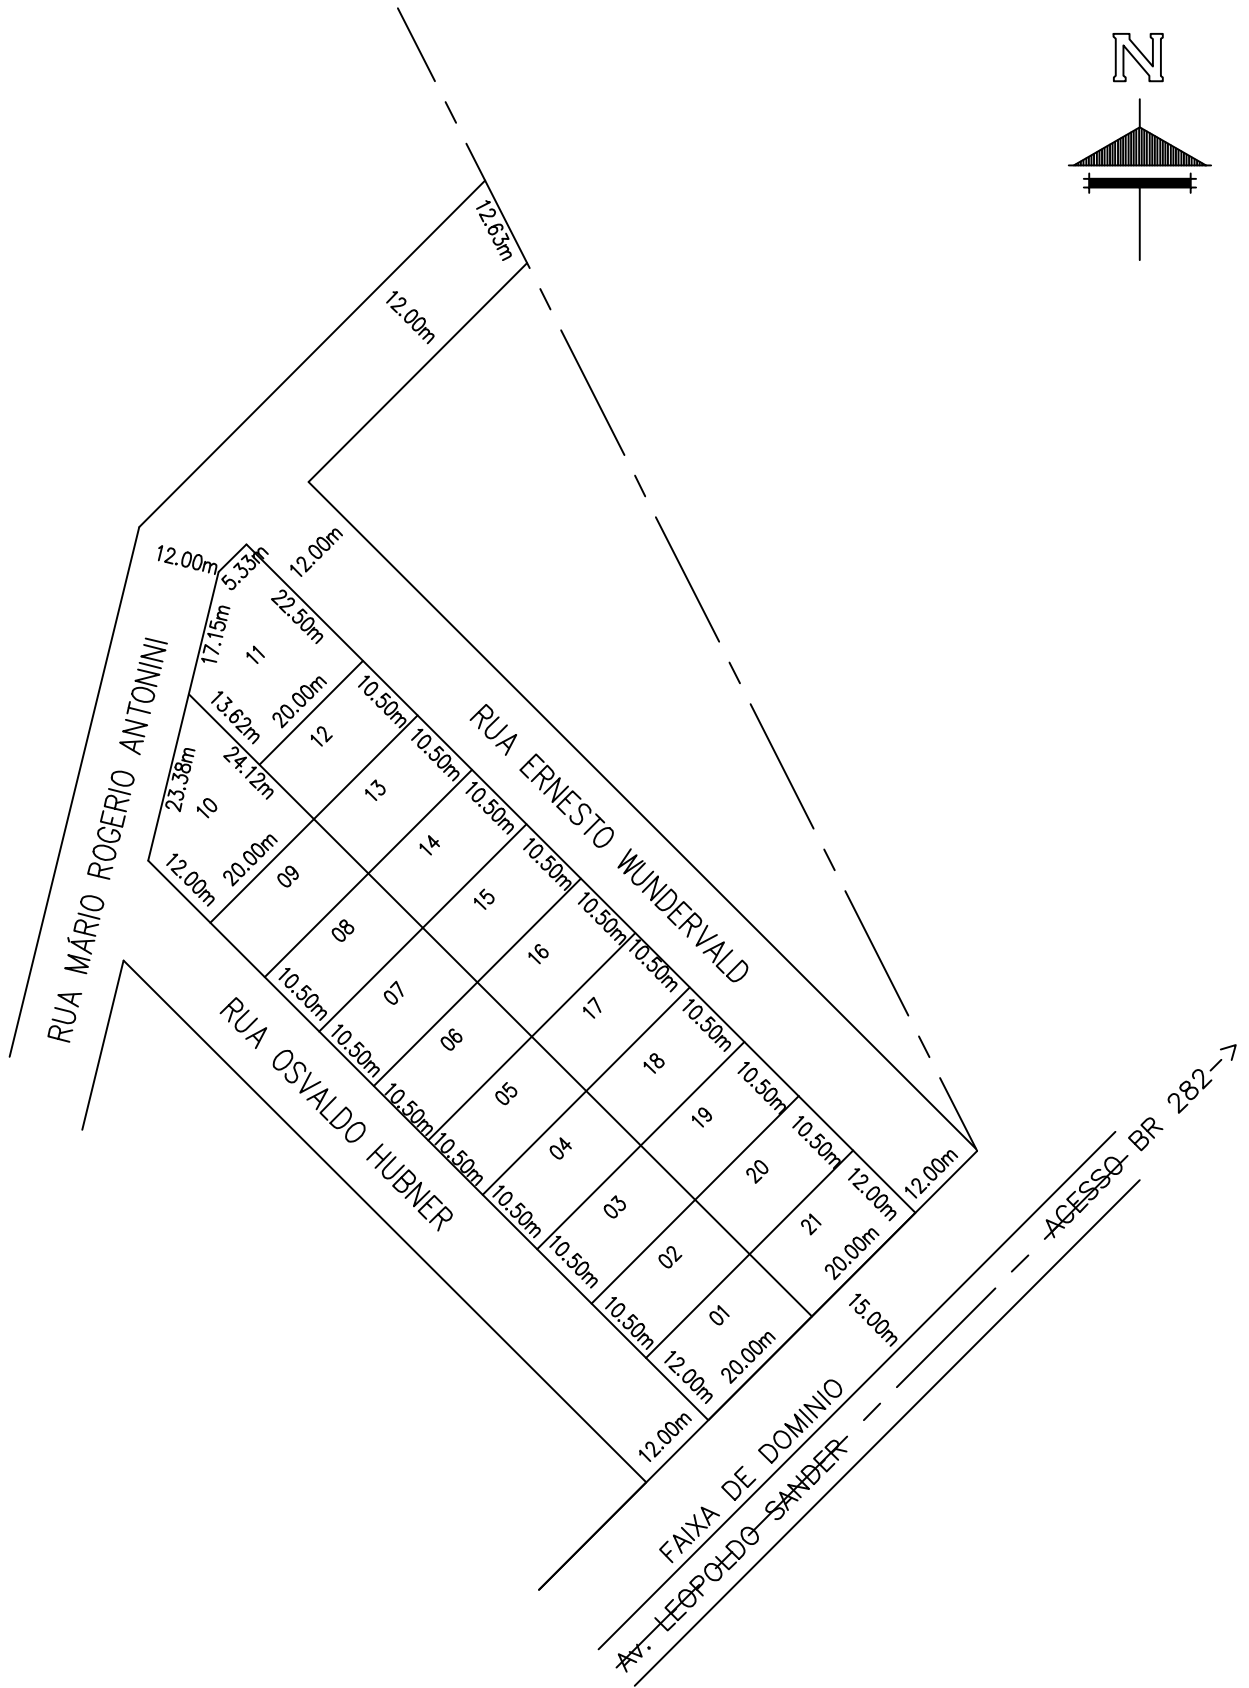 N
12.63m
12.00m
12.00m
5.33m
12.00m
22.50m
17.15m
11
RUA MÁRIO ROGERIO ANTONINI
13.62m
20.00m
12
10.50m
10.50m
10.50m
10.50m
10.50m
10.50m
10.50m
10.50m
10.50m
12.00m
12.00m
RUA ERNESTO WUNDERVALD
23.38m
24.12m
10
20.00m
12.00m
13
14
15
16
17
18
19
20
21
20.00m
09
08
07
06
05
04
03
02
01
20.00m
10.50m
10.50m
10.50m
10.50m
10.50m
10.50m
10.50m
12.00m
12.00m
RUA OSVALDO HUBNER
15.00m
FAIXA DE DOMINIO
Av. LEOPOLDO SANDER
ACESSO BR 282-->